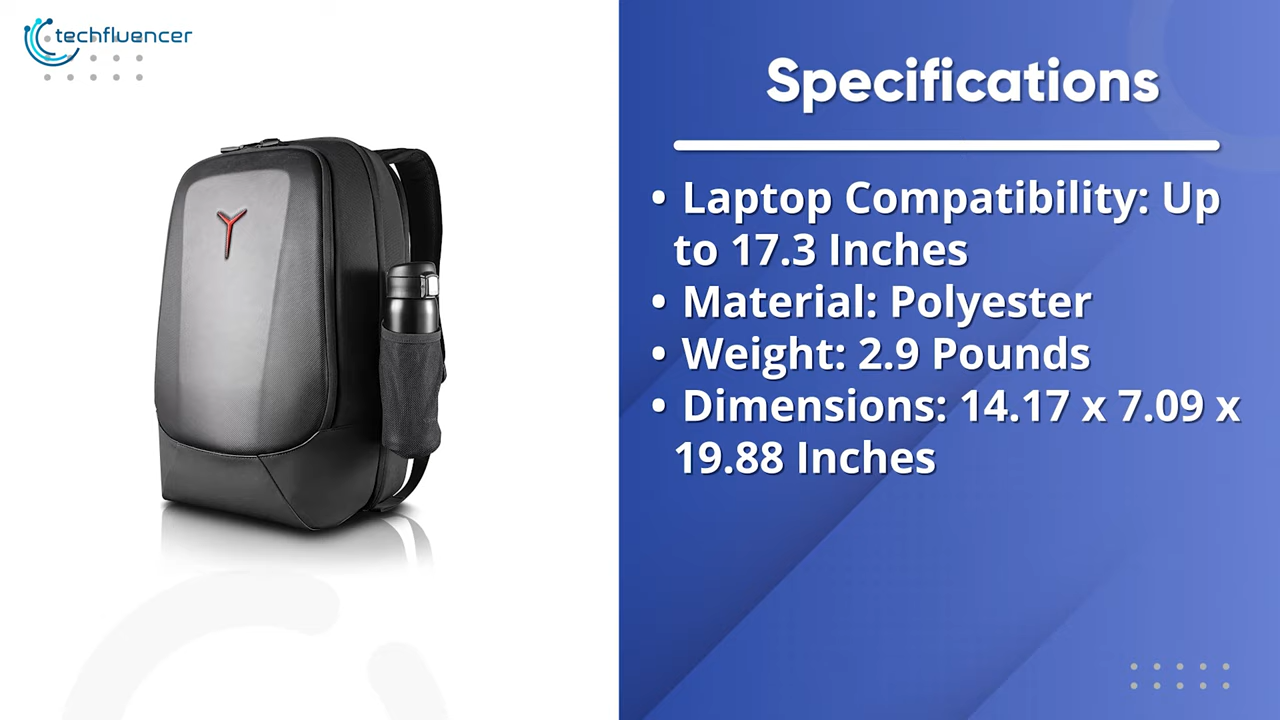 techfluencer
Specifications
• Laptop Compatibility: Up
to 17.3 Inches
• Material: Polyester
• Weight: 2.9 Pounds
• Dimensions: 14.17 x 7.09 x
19.88 Inches